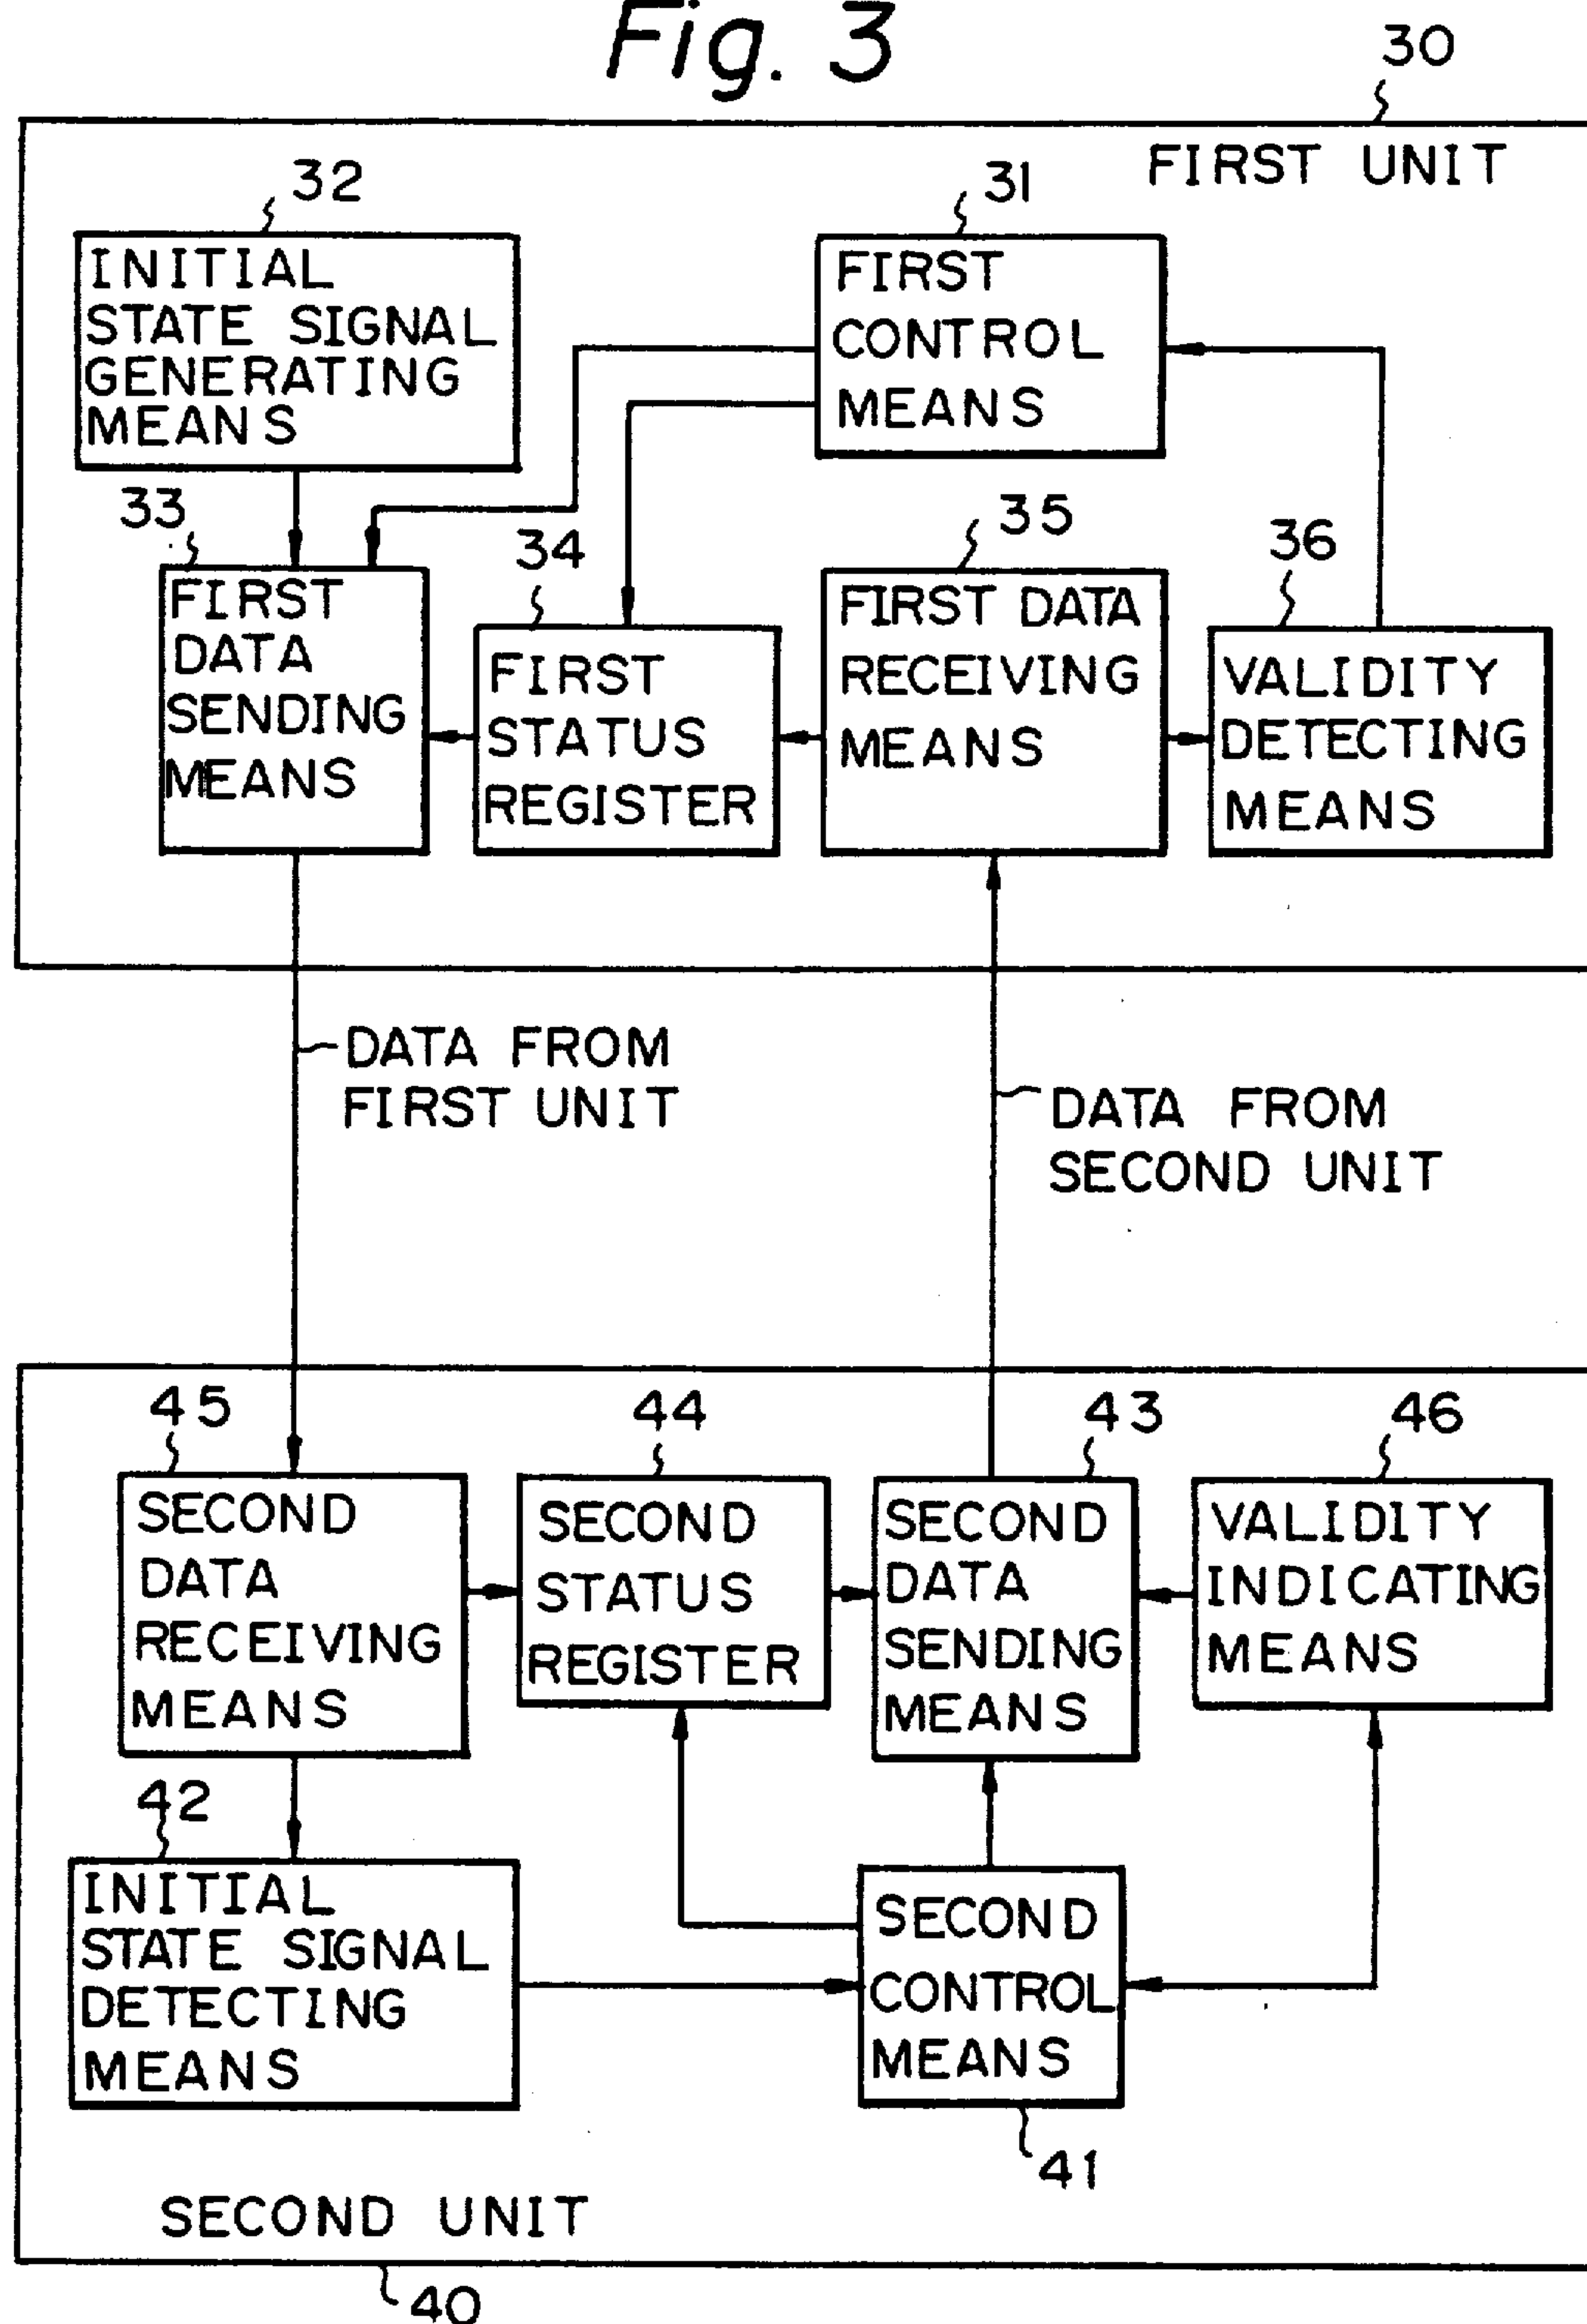 Fig. 3
30
FIRST UNIT
32
INITIAL
STATE SIGNAL
GENERATING
MEANS
31
FIRST
CONTROL
MEANS
33
FIRST
DATA
SENDING
MEANS
34
FIRST
STATUS
REGISTER
35
FIRST DATA
RECEIVING
MEANS
36
VALIDITY
DETECTING
MEANS
DATA FROM
FIRST UNIT
DATA FROM
SECOND UNIT
45
SECOND
DATA
RECEIVING
MEANS
44
SECOND
STATUS
REGISTER
43
SECOND
DATA
SENDING
MEANS
46
VALIDITY
INDICATING
MEANS
42
INITIAL
STATE SIGNAL
DETECTING
MEANS
SECOND
CONTROL
MEANS
41
SECOND UNIT
40